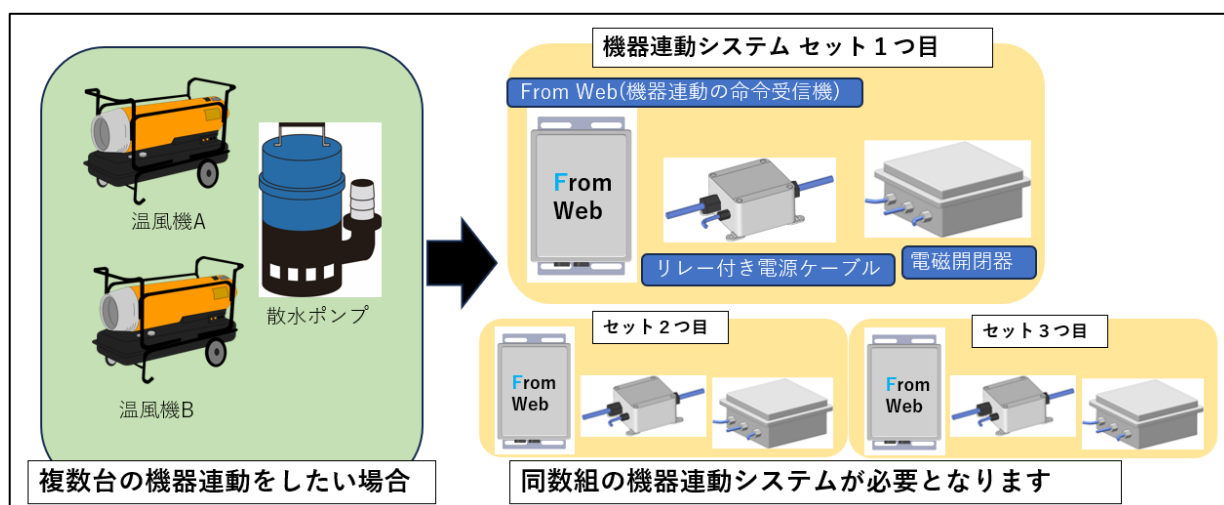 機器連動システム セット１つ目
From Web(機器連動の命令受信機)
From
Web
リレー付き電源ケーブル
電磁開閉器
温風機A
散水ポンプ
温風機B
セット２つ目
From
Web
セット３つ目
From
Web
複数台の機器連動をしたい場合
同数組の機器連動システムが必要となります